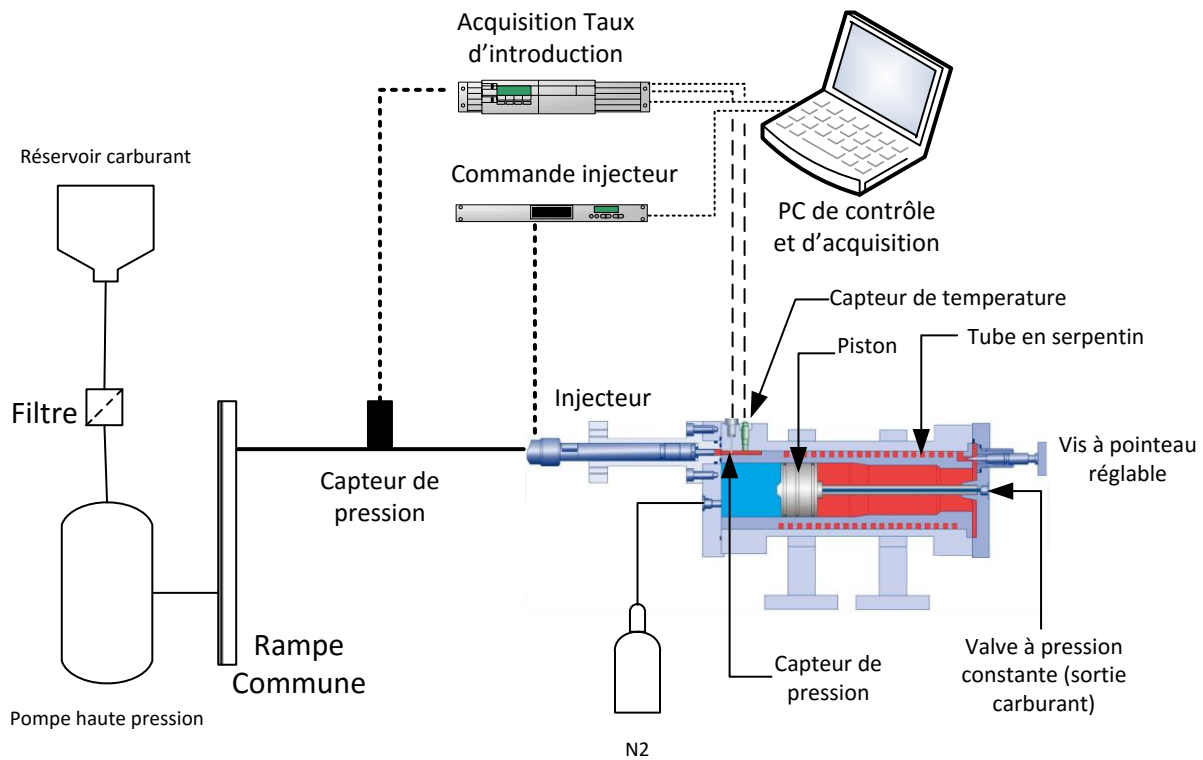 Acquisition Taux
d’introduction
Réservoir carburant
Commande injecteur
PC de contrôle
et d’acquisition
Capteur de temperature
Piston
Tube en serpentin
Filtre
Injecteur
Vis à pointeau
réglable
Capteur de
pression
Rampe
Commune
Capteur de
pression
Valve à pression
constante (sortie
carburant)
Pompe haute pression
N2